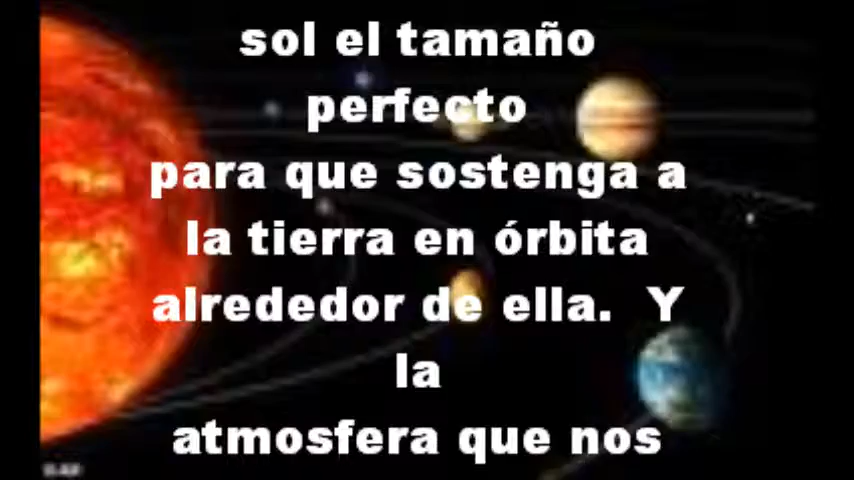 sol el tamaño
perfecto
para que sostenga a
la tierra en órbita
alrededor de ella.  Y
la
atmosfera que nos